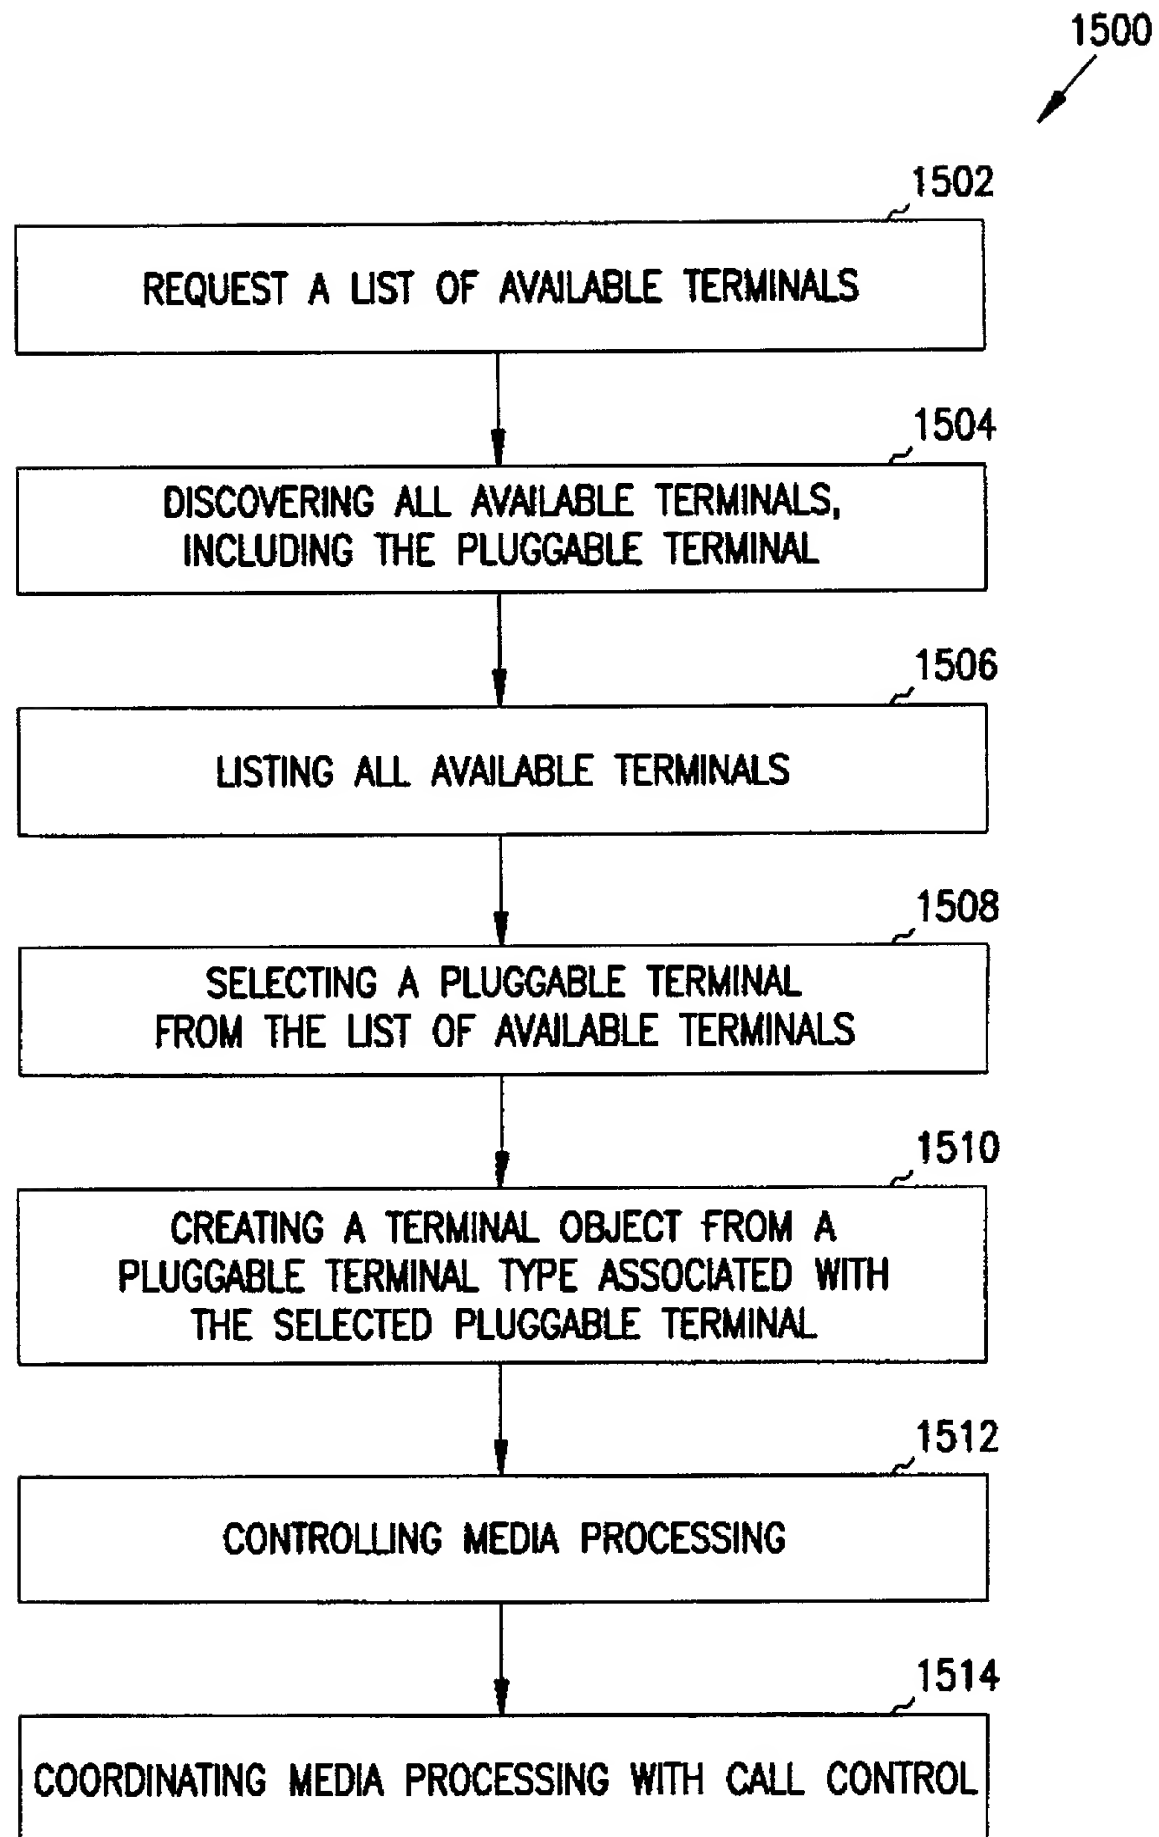 1500
1502
REQUEST A LIST OF AVAILABLE TERMINALS
1504
DISCOVERING ALL AVAILABLE TERMINALS,
INCLUDING THE PLUGGABLE TERMINAL
1506
LISTING ALL AVAILABLE TERMINALS
1508
SELECTING A PLUGGABLE TERMINAL
FROM THE LIST OF AVAILABLE TERMINALS
1510
CREATING A TERMINAL OBJECT FROM A
PLUGGABLE TERMINAL TYPE ASSOCIATED WITH
THE SELECTED PLUGGABLE TERMINAL
1512
CONTROLLING MEDIA PROCESSING
1514
COORDINATING MEDIA PROCESSING WITH CALL CONTROL